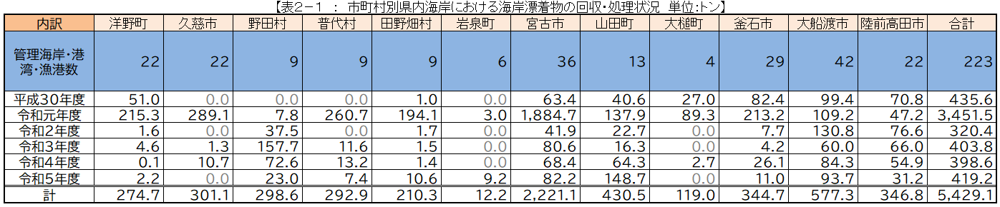 【表2－1 : 市町村別県内海岸における海岸漂着物の回収・処理状況 単位:トン】
内訳 洋野町 久慈市 野田村 普代村 田野畑村 岩泉町 宮古市 山田町 大槌町 釜石市 大船渡市 陸前高田市 合計
管理海岸・港湾・漁港数 22 22 9 9 9 6 36 13 4 29 42 22 223
平成30年度 51.0 0.0 0.0 0.0 1.0 0.0 63.4 40.6 27.0 82.4 99.4 70.8 435.6
令和元年度 215.3 289.1 7.8 260.7 194.1 3.0 1,884.7 137.9 89.3 213.2 109.2 47.2 3,451.5
令和2年度 1.6 0.0 37.5 0.0 1.7 0.0 41.9 22.7 0.0 7.7 130.8 76.6 320.4
令和3年度 4.6 1.3 157.7 11.6 1.5 0.0 80.6 16.3 0.0 4.2 60.0 66.0 403.8
令和4年度 0.1 10.7 72.6 13.2 1.4 0.0 68.4 64.3 2.7 26.1 84.3 54.9 398.6
令和5年度 2.2 0.0 23.0 7.4 10.6 9.2 82.2 148.7 0.0 11.0 93.7 31.2 419.2
計 274.7 301.1 298.6 292.9 210.3 12.2 2,221.1 430.5 119.0 344.7 577.3 346.8 5,429.1